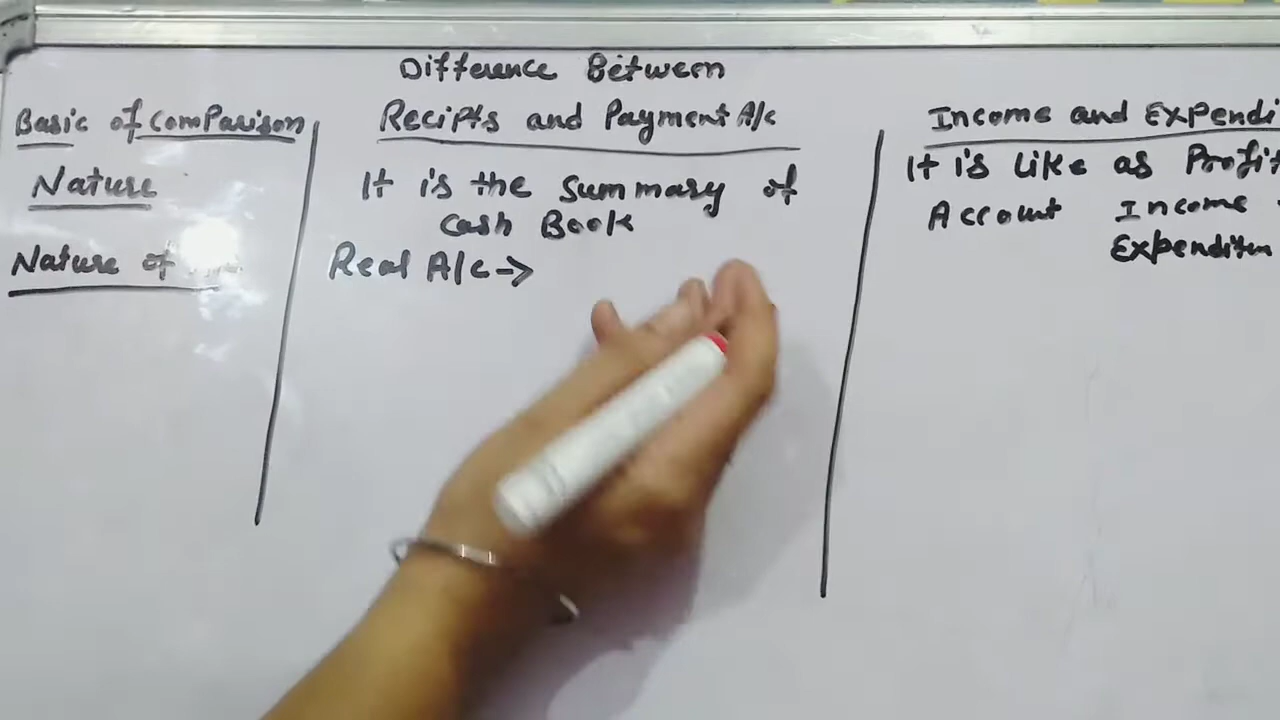 Difference Between
Basic of Comparison
Recipts and Payment A/c
Income and Expendi
Nature
It is the Summary of
Cash Book
It is Like as Profit
Account Income
Expenditur
Nature of
Real A/c →